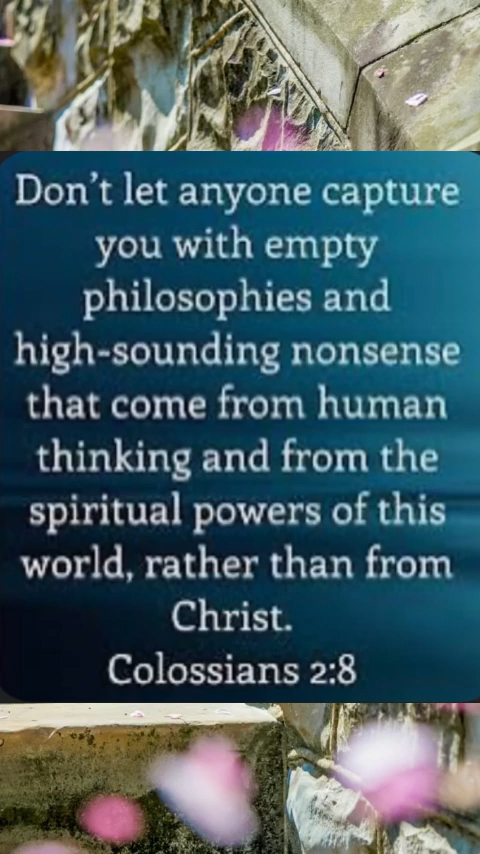 Don't let anyone capture
you with empty
philosophies and
high-sounding nonsense
that come from human
thinking and from the
spiritual powers of this
world, rather than from
Christ.
Colossians 2:8